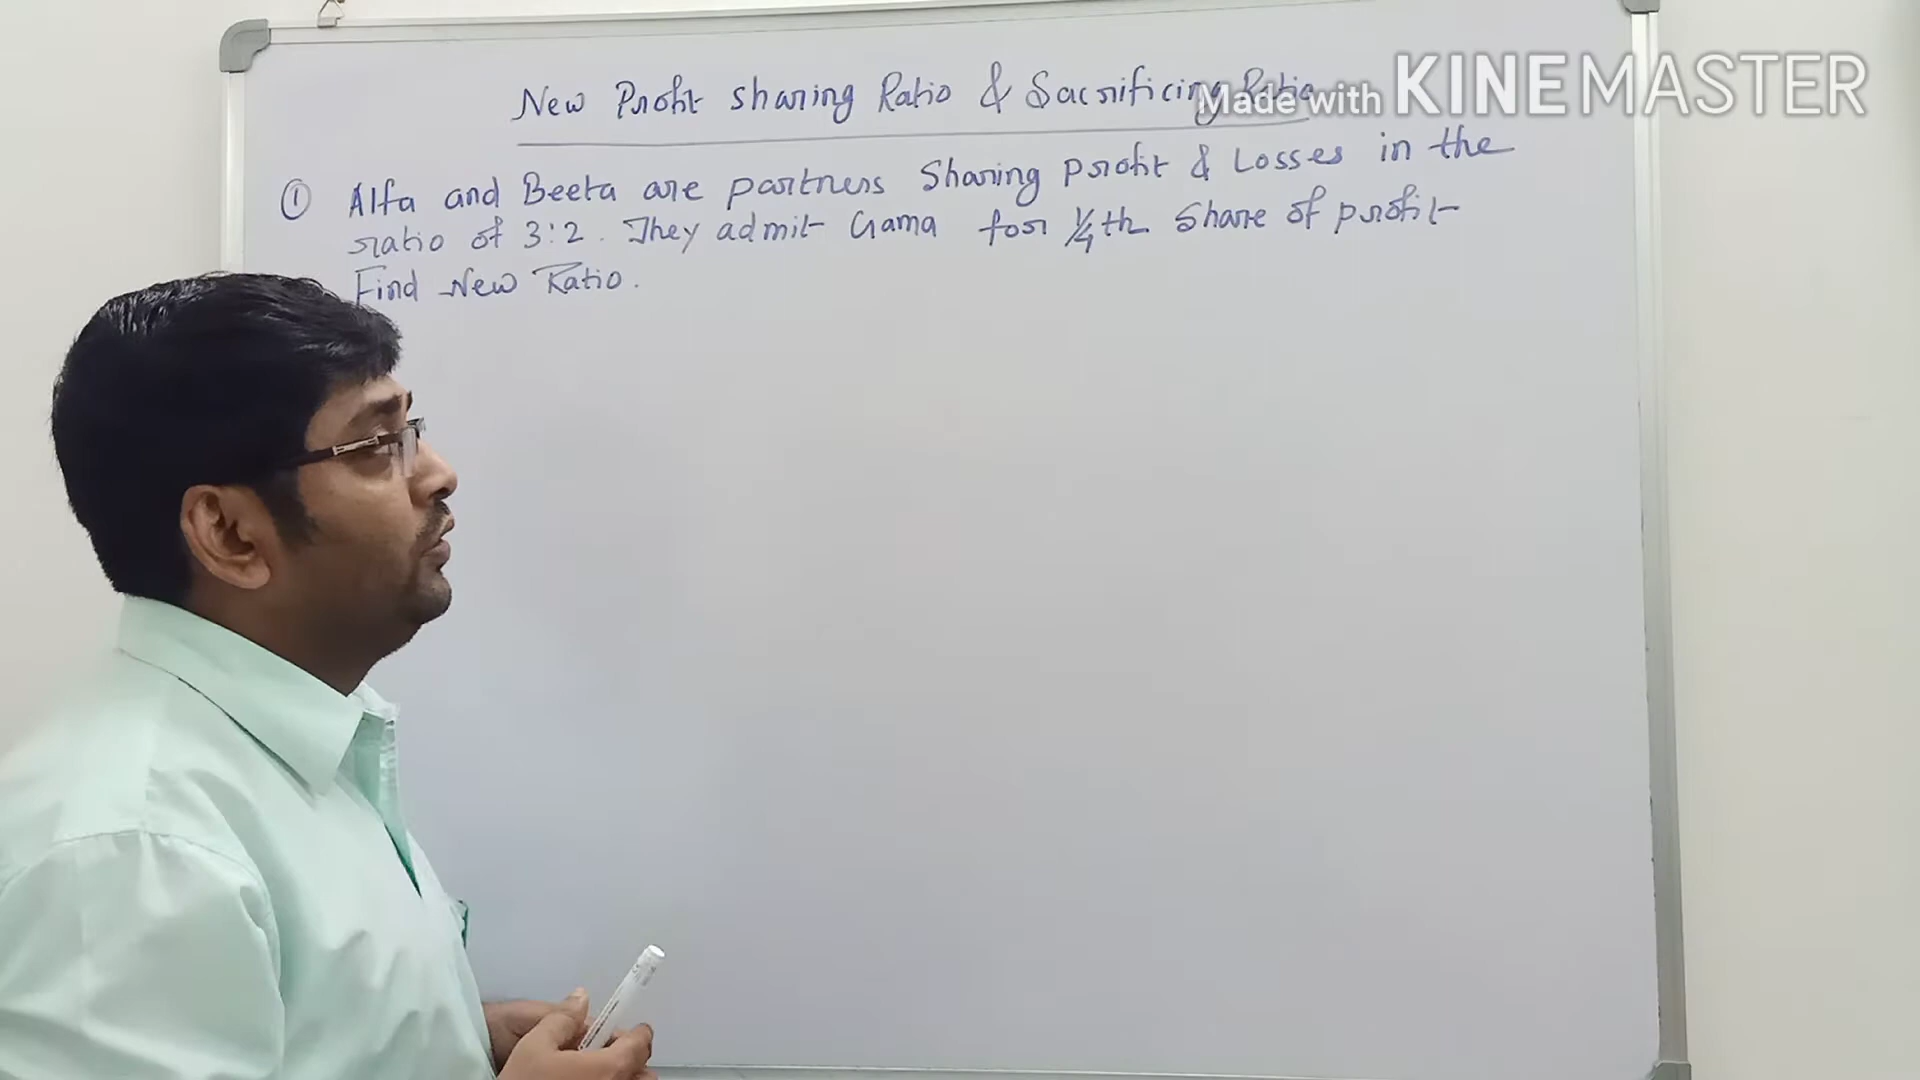 New Profit sharing Ratio & Sacrificing Ratio
Made with KINEMASTER
① Alfa and Beeta are partners Sharing profit & Losses in the
ratio of 3:2. They admit Gama for 1/4th Share of profit
Find New Ratio.